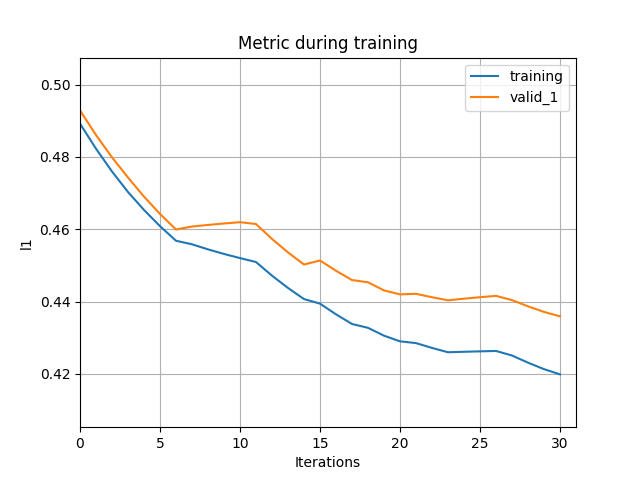 Metric during training
training
valid_1
0.50
0.48
0.46
0.44
0.42
l1
0 5 10 15 20 25 30
Iterations